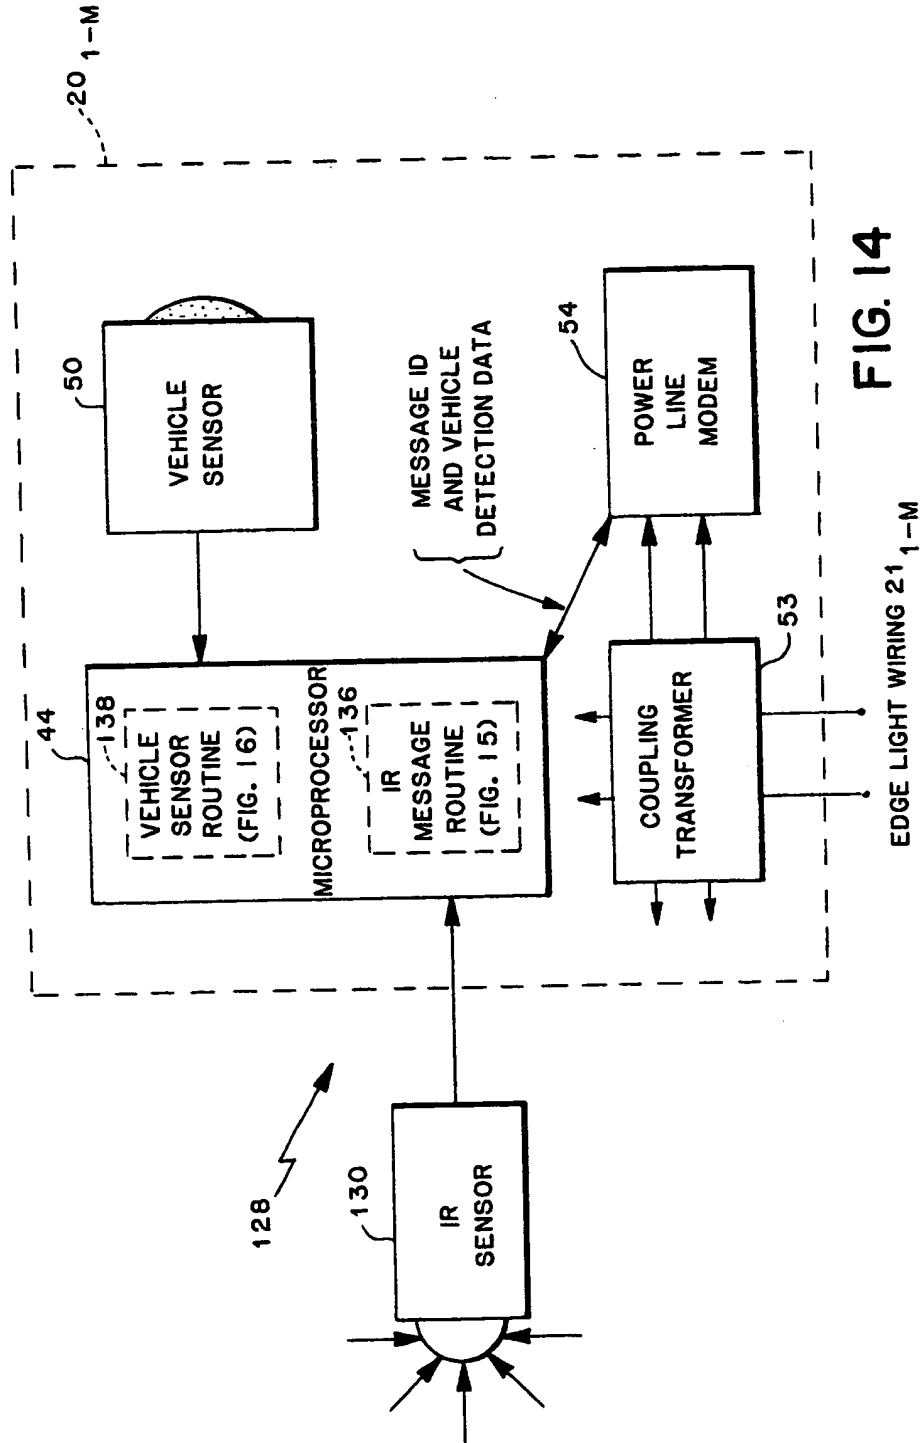 20 1-M
50
VEHICLE
SENSOR
44
138
VEHICLE
SENSOR
ROUTINE
(FIG. 16)
MICROPROCESSOR
136
IR
MESSAGE
ROUTINE
(FIG. 15)
MESSAGE ID
AND VEHICLE
DETECTION DATA
54
POWER
LINE
MODEM
53
COUPLING
TRANSFORMER
128
130
IR
SENSOR
EDGE LIGHT WIRING 21 1-M
FIG. 14